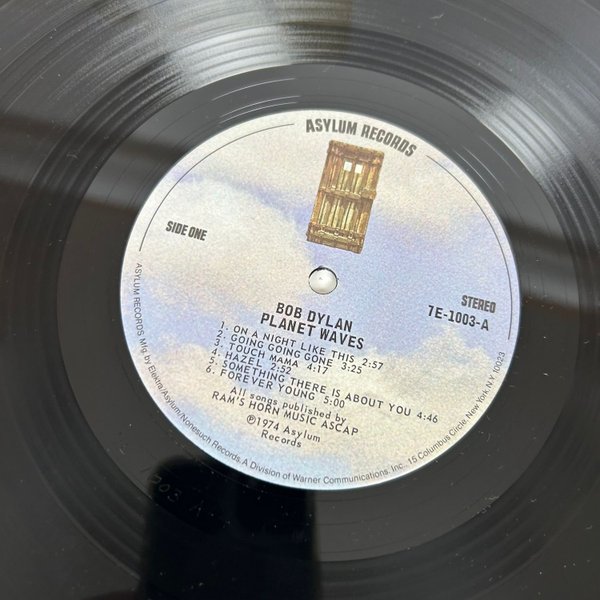 ASYLUM RECORDS
SIDE ONE
STEREO
7E-1003-A
BOB DYLAN
PLANET WAVES
1. ON A NIGHT LIKE THIS 2:57
2. GOING GOING GONE 3:25
3. TOUCH MAMA 4:17
4. HAZEL 2:52
5. SOMETHING THERE IS ABOUT YOU 4:46
6. FOREVER YOUNG 5:00
All songs published by
RAM'S HORN MUSIC ASCAP
℗1974 Asylum
Records
ASYLUM RECORDS Mfg. by Elektra/Asylum/Nonesuch Records, A Division of Warner Communications. Inc., 15 Columbus Circle, New York, N.Y. 10023